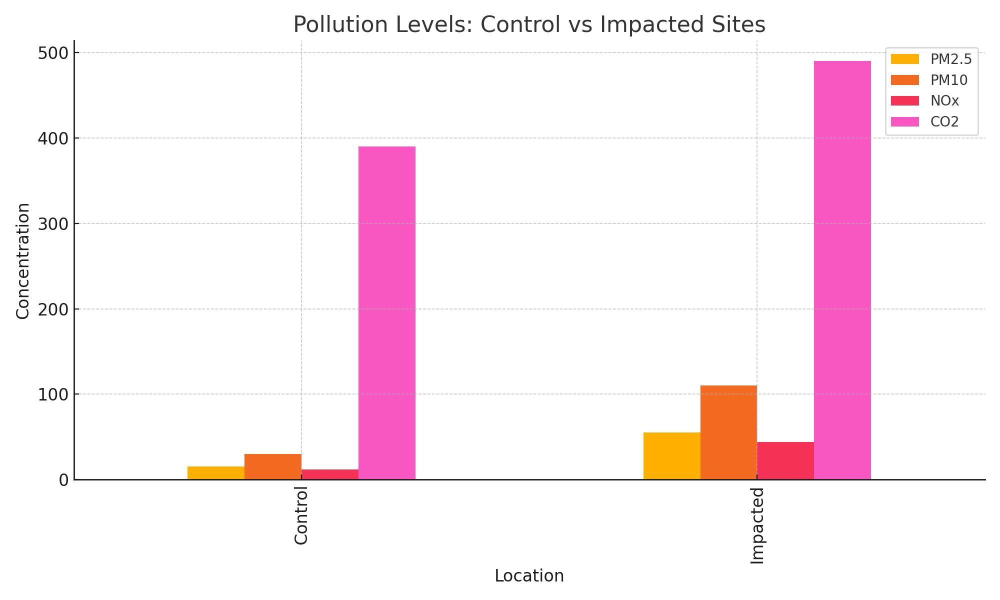 Pollution Levels: Control vs Impacted Sites
500
400
300
200
100
0
Concentration
PM2.5
PM10
NOx
CO2
Control
Impacted
Location